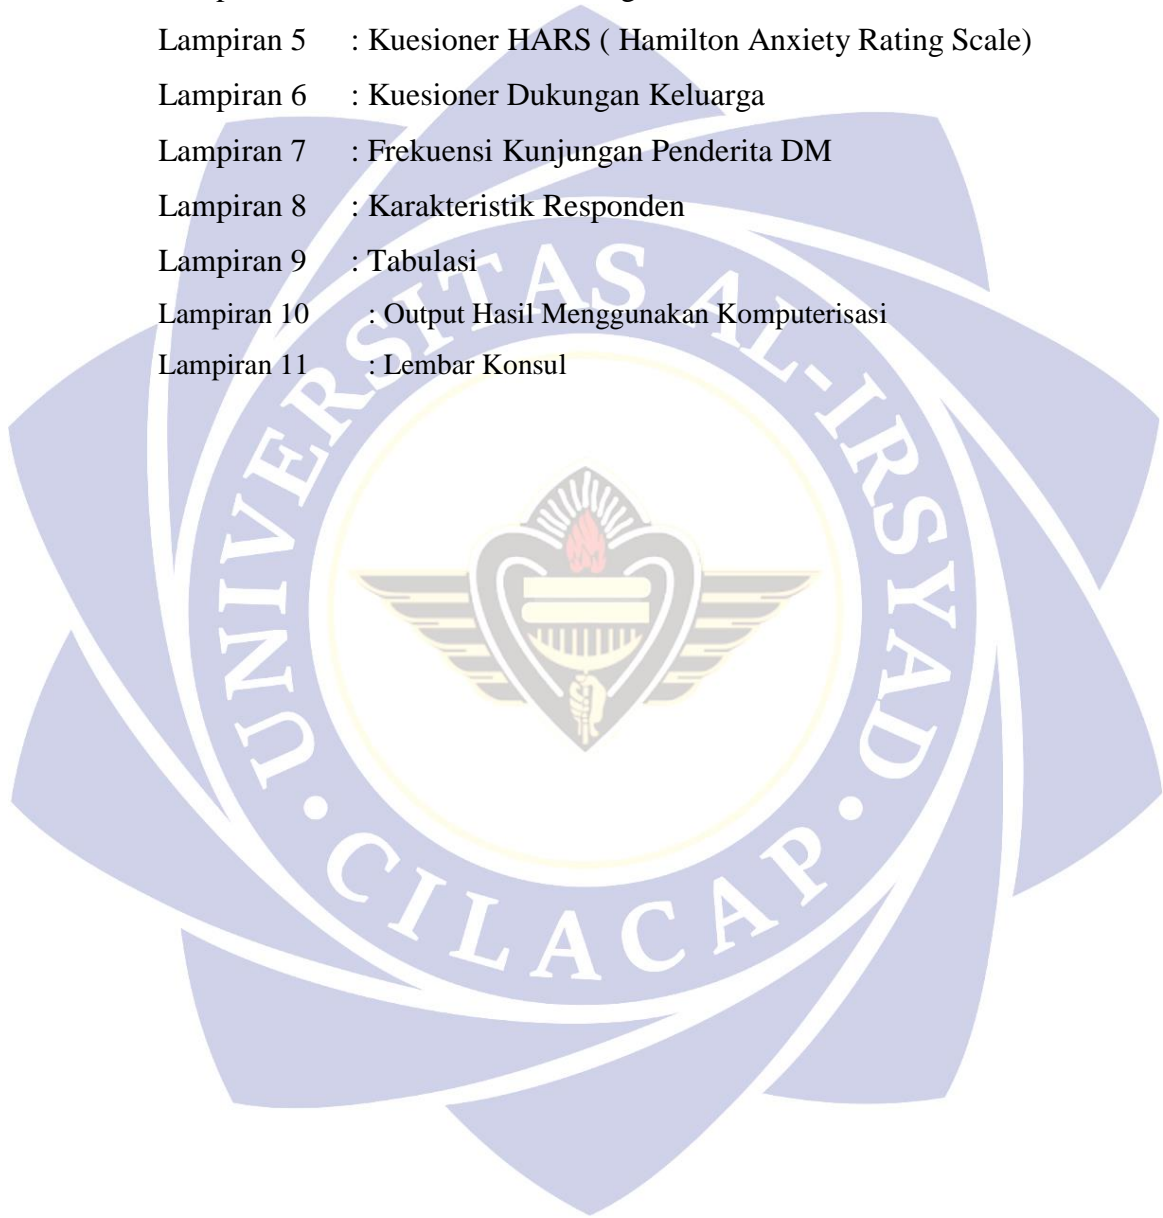 Lampiran 5 : Kuesioner HARS ( Hamilton Anxiety Rating Scale)
Lampiran 6 : Kuesioner Dukungan Keluarga
Lampiran 7 : Frekuensi Kunjungan Penderita DM
Lampiran 8 : Karakteristik Responden
Lampiran 9 : Tabulasi
Lampiran 10 : Output Hasil Menggunakan Komputerisasi
Lampiran 11 : Lembar Konsul
UNIVERSITAS AL-IRSYAD
• CILACAP •